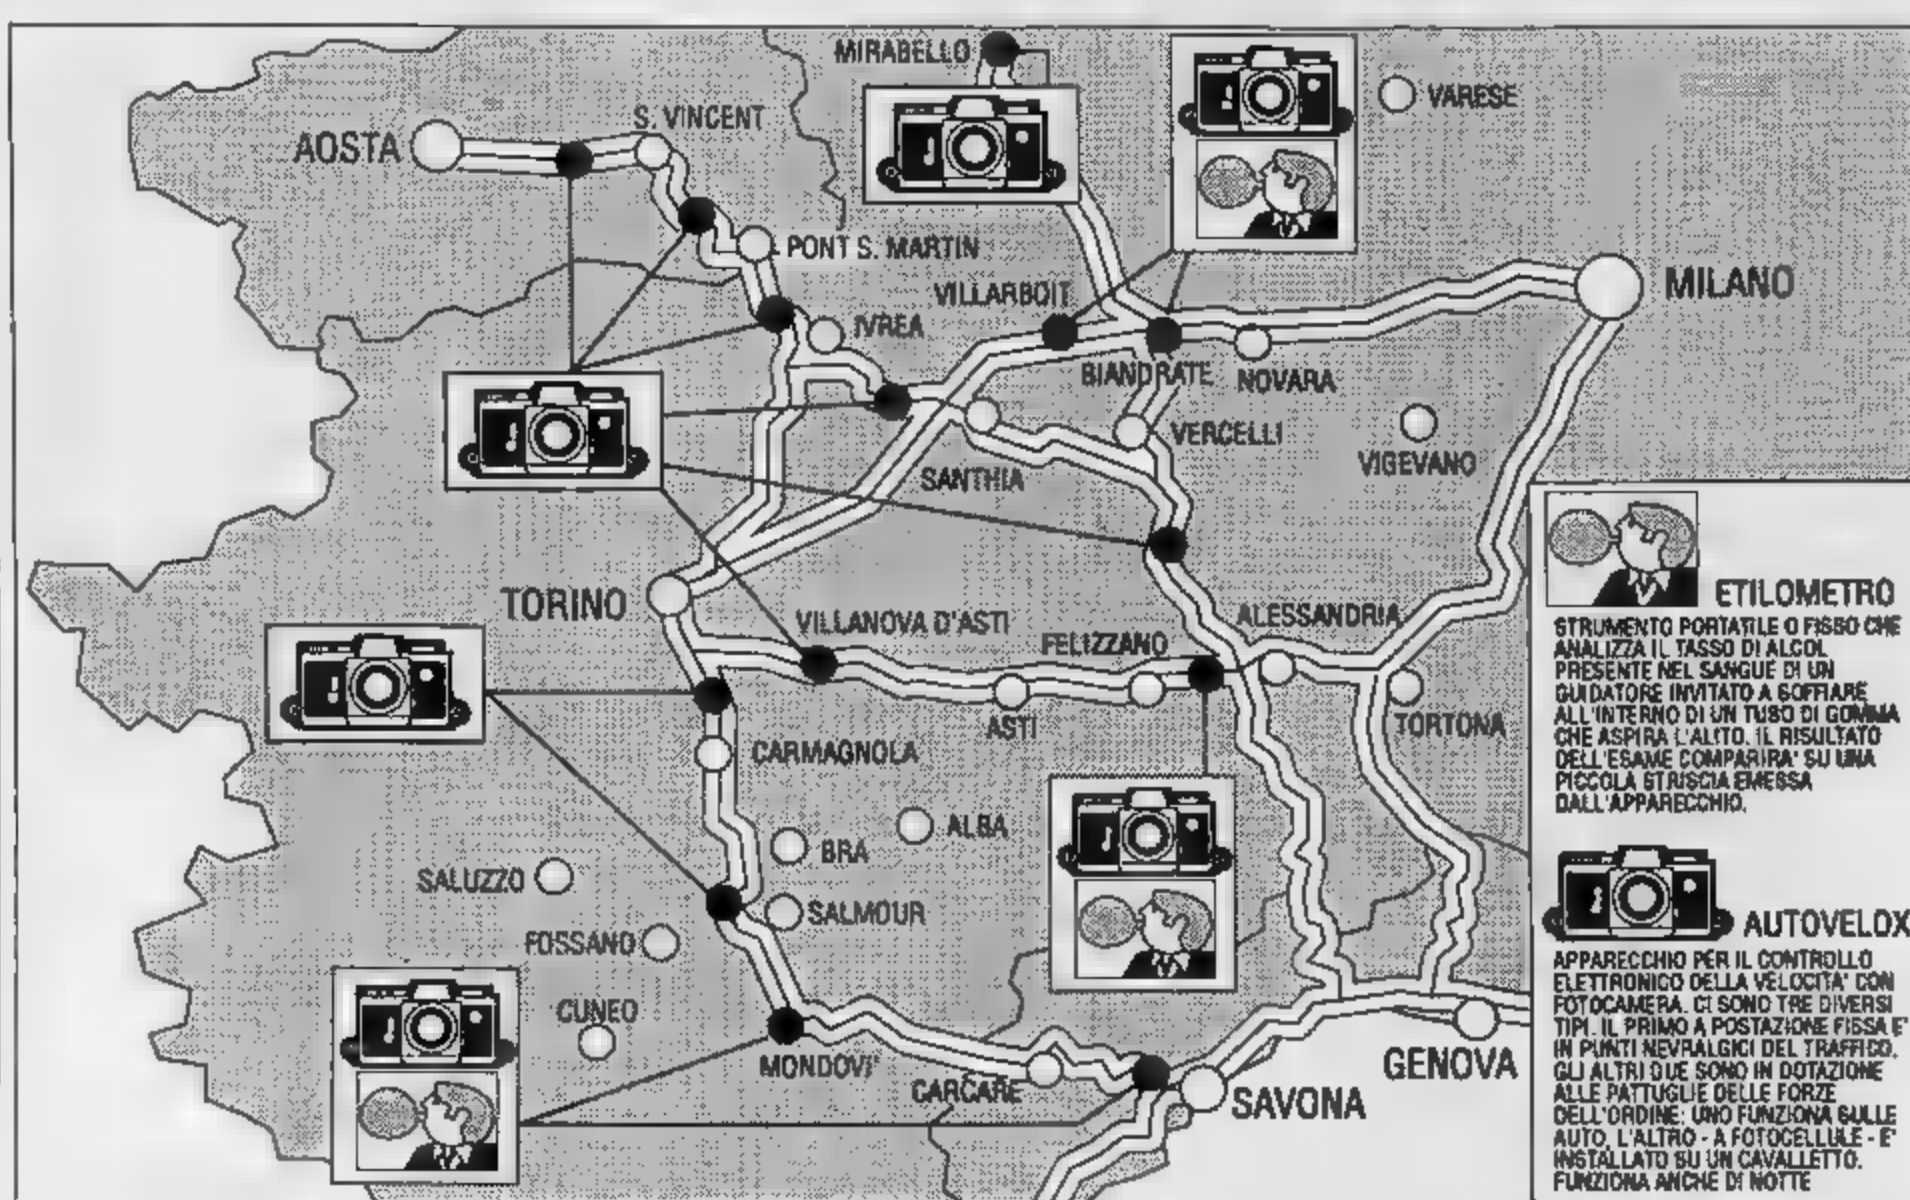 MIRABELLO
VARESE
S. VINCENT
AOSTA
PONT S. MARTIN
MILANO
VILLARBOIT
IVREA
BIANDRATE
NOVARA
VERCELLI
VIGEVANO
SANTHIA
TORINO
VILLANOVA D'ASTI
ALESSANDRIA
FELIZZANO
ASTI
TORTONA
CARMAGNOLA
ALBA
BRA
SALUZZO
SALMOUR
FOSSANO
CUNEO
MONDOVI'
CARCARE
SAVONA
GENOVA
ETILOMETRO
STRUMENTO PORTATILE O FISSO CHE
ANALIZZA IL TASSO DI ALCOL
PRESENTE NEL SANGUE DI UN
GUIDATORE INVITATO A SOFFIARE
ALL'INTERNO DI UN TUBO DI GOMMA
CHE ASPIRA L'ALITO. IL RISULTATO
DELL'ESAME COMPARIRA' SU UNA
PICCOLA STRISCIA EMESSA
DALL'APPARECCHIO.
AUTOVELOX
APPARECCHIO PER IL CONTROLLO
ELETTRONICO DELLA VELOCITA' CON
FOTOCAMERA. CI SONO TRE DIVERSI
TIPI. IL PRIMO A POSTAZIONE FISSA E'
IN PUNTI NEVRALGICI DEL TRAFFICO.
GLI ALTRI DUE SONO IN DOTAZIONE
ALLE PATTUGLIE DELLE FORZE
DELL'ORDINE: UNO FUNZIONA SULLE
AUTO, L'ALTRO - A FOTOCELLULE - E'
INSTALLATO SU UN CAVALLETTO.
FUNZIONA ANCHE DI NOTTE